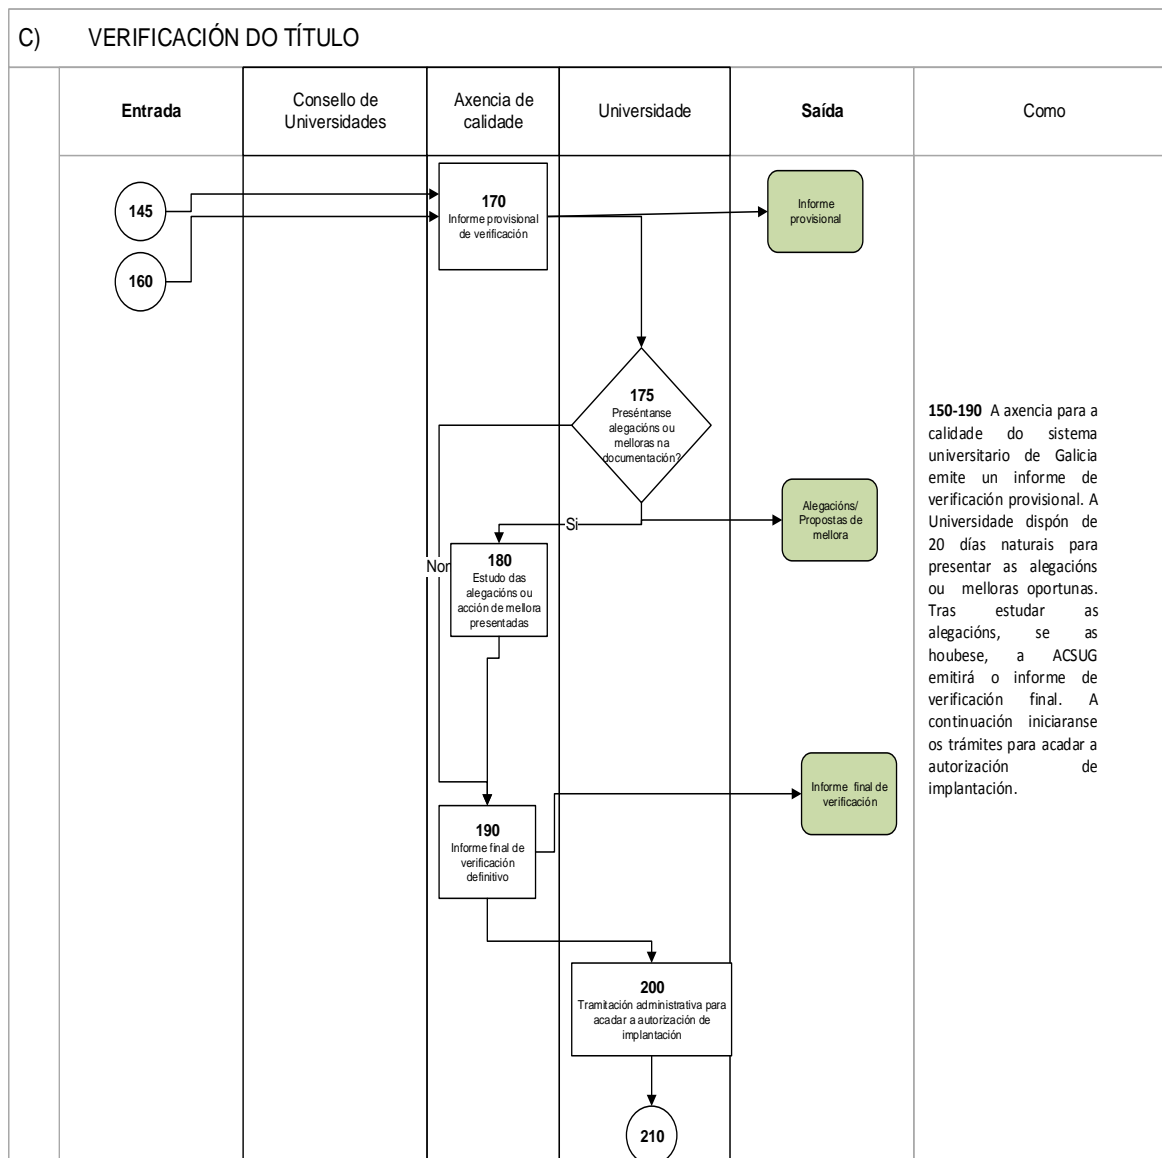 C) VERIFICACIÓN DO TÍTULO
Entrada
Consello de
Universidades
Axencia de
calidade
Universidade
Saída
Como
145
160
170
Informe provisional
de verificación
Informe
provisional
175
Preséntanse
alegacións ou
melloras na
documentación?
Si
Non
Alegacións/
Propostas de
mellora
180
Estudo das
alegacións ou
acción de mellora
presentadas
150-190 A axencia para a
calidade do sistema
universitario de Galicia
emite un informe de
verificación provisional. A
Universidade dispón de
20 días naturais para
presentar as alegacións
ou melloras oportunas.
Tras estudar as
alegacións, se as
houbese, a ACSUG
emitirá o informe de
verificación final. A
continuación iniciaranse
os trámites para acadar a
autorización de
implantación.
190
Informe final de
verificación
definitivo
Informe final de
verificación
200
Tramitación administrativa para
acadar a autorización de
implantación
210